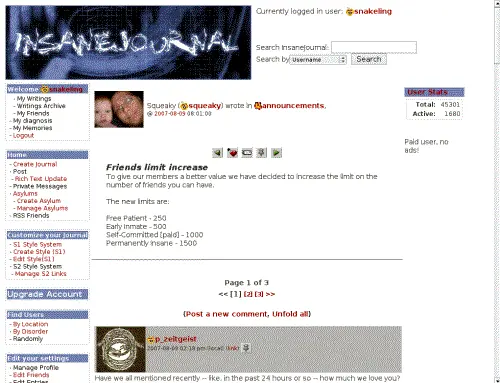 INSANEJOURNAL
Currently logged in user: snakeling
Search InsaneJournal:
Search by Username Search
Welcome snakeling
- My Writings
- Writings Archive
- My Friends
- My diagnosis
- My Memories
- Logout
Squeaky (squeaky) wrote in announcements,
@ 2007-08-09 08:01:00
User Stats
Total: 45301
Active: 1680
Paid user, no
ads!
Home
- Create Journal
- Post
- Rich Text Update
- Private Messages
- Asylums
- Create Asylum
- Manage Asylums
- RSS Friends
Friends limit increase
To give our members a better value we have decided to increase the limit on the
number of friends you can have.
The new limits are:
Free Patient - 250
Early Inmate - 500
Self-Committed [paid] - 1000
Permanently Insane - 1500
Customize your Journal
- S1 Style System
- Create Style (S1)
- Edit Style(S1)
- S2 Style System
- Manage S2 Links
Page 1 of 3
<< [1] [2] [3] >>
Upgrade Account
(Post a new comment, Unfold all)
Find Users
- By Location
- By Disorder
- Randomly
p_zeitgeist
2007-08-09 02:18 pm (local) (link)
Edit your settings
- Manage Profile
- Edit Friends
- Edit Entries
Have we all mentioned recently -- like, in the past 24 hours or so -- how much we love you?